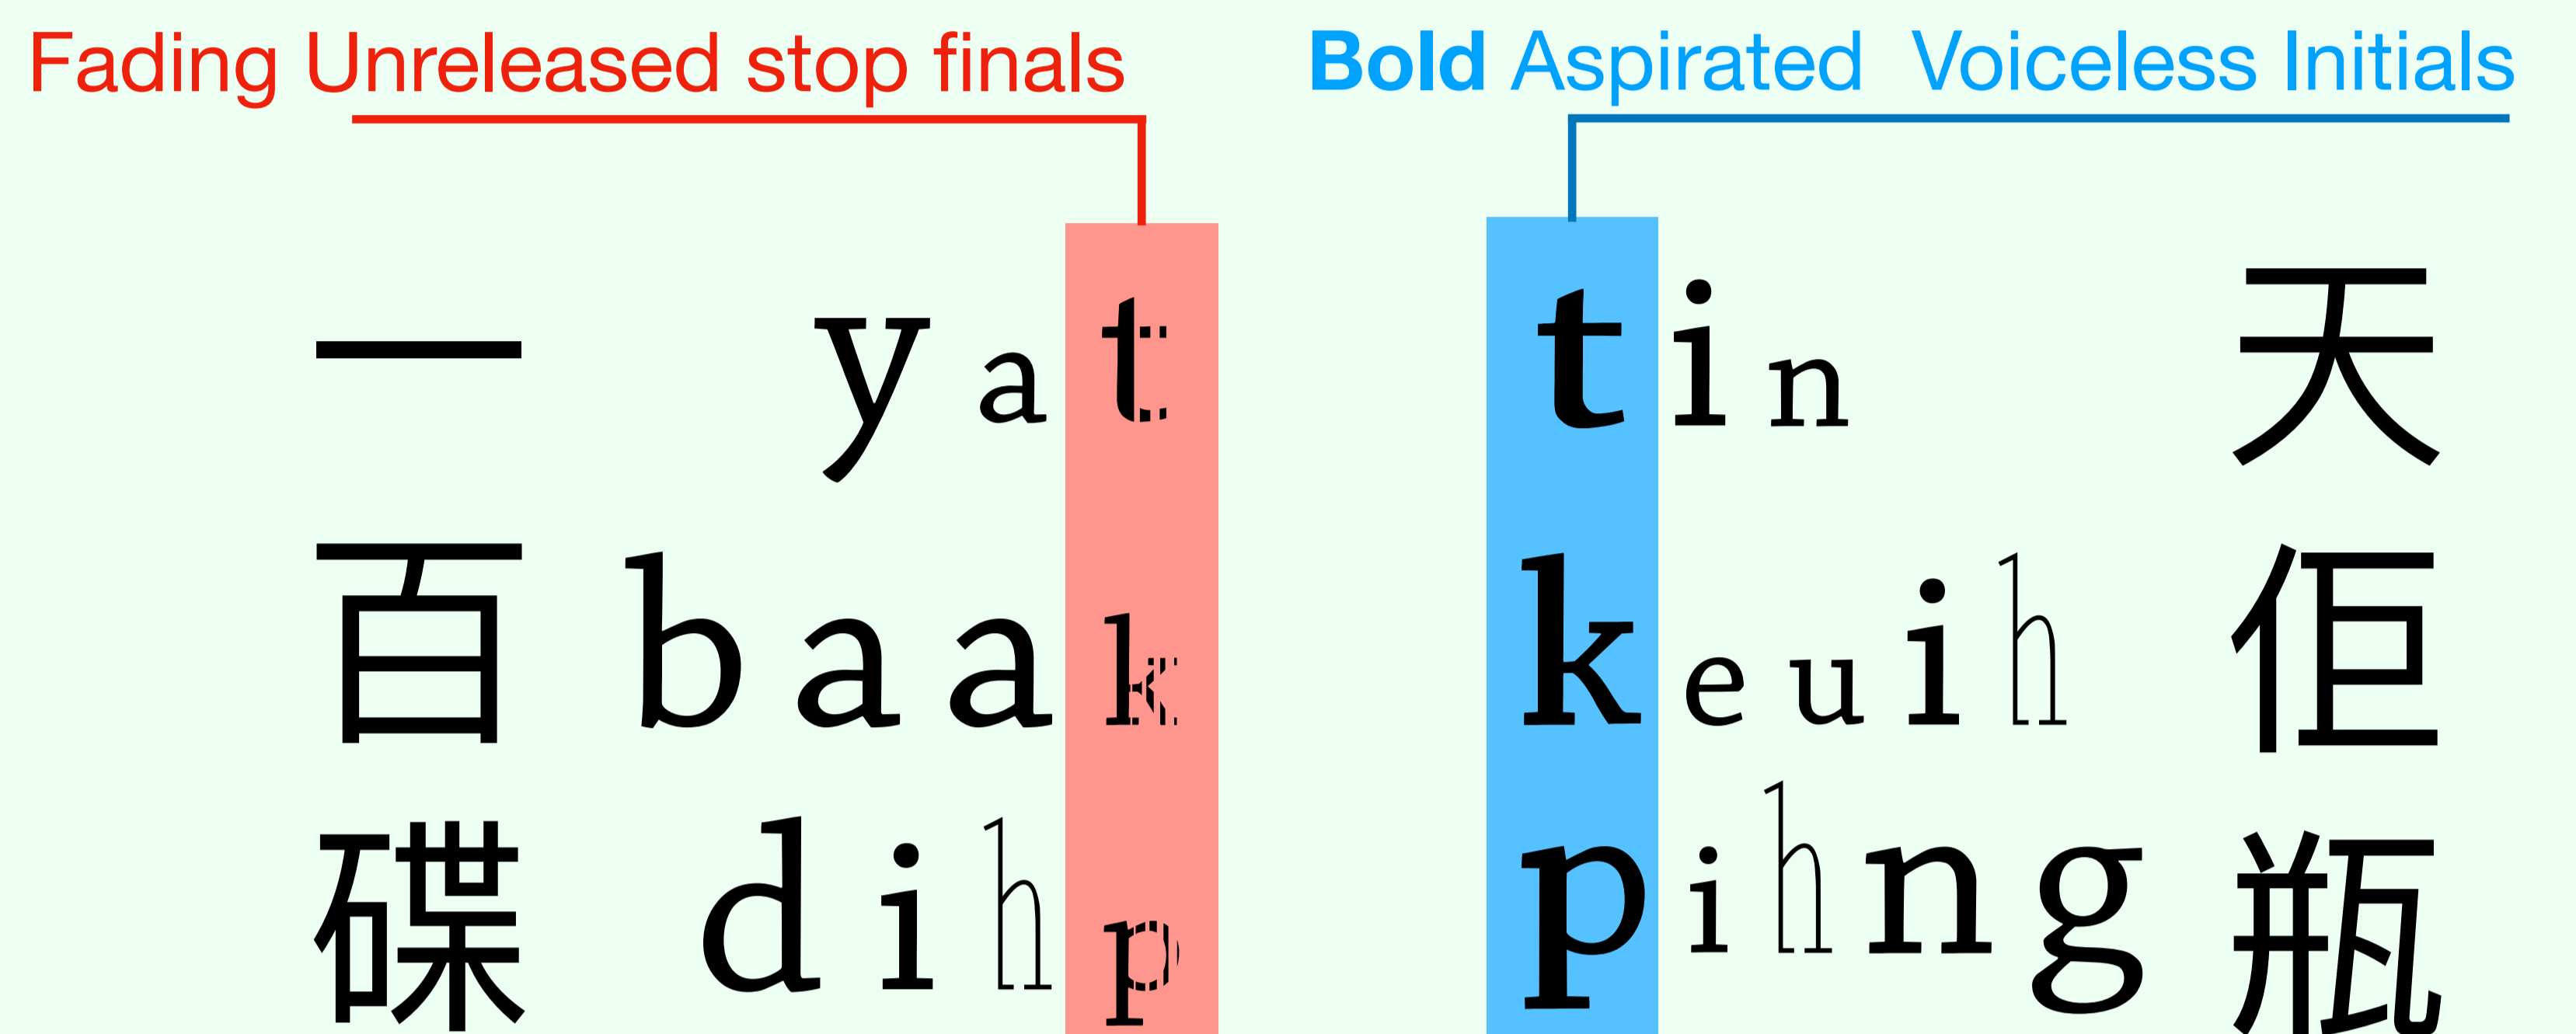 Fading Unreleased stop finals
Bold Aspirated Voiceless Initials
一 yat
tin 天
百 baak
keuih 佢
碟 dihp
pihng 瓶